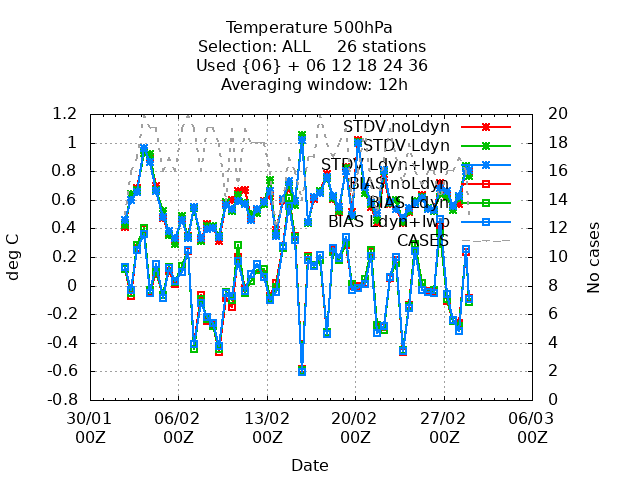 Temperature 500hPa
Selection: ALL 26 stations
Used {06} + 06 12 18 24 36
Averaging window: 12h
1.2
1
0.8
0.6
0.4
0.2
0
-0.2
-0.4
-0.6
-0.8
deg C
20
18
16
14
12
10
8
6
4
2
0
No cases
STDV noLdyn
STDV Ldyn
STDV Ldyn+lwp
BIAS noLdyn
BIAS Ldyn
BIAS Ldyn+lwp
CASES
30/01 06/02 13/02 20/02 27/02 06/03
00Z 00Z 00Z 00Z 00Z 00Z
Date